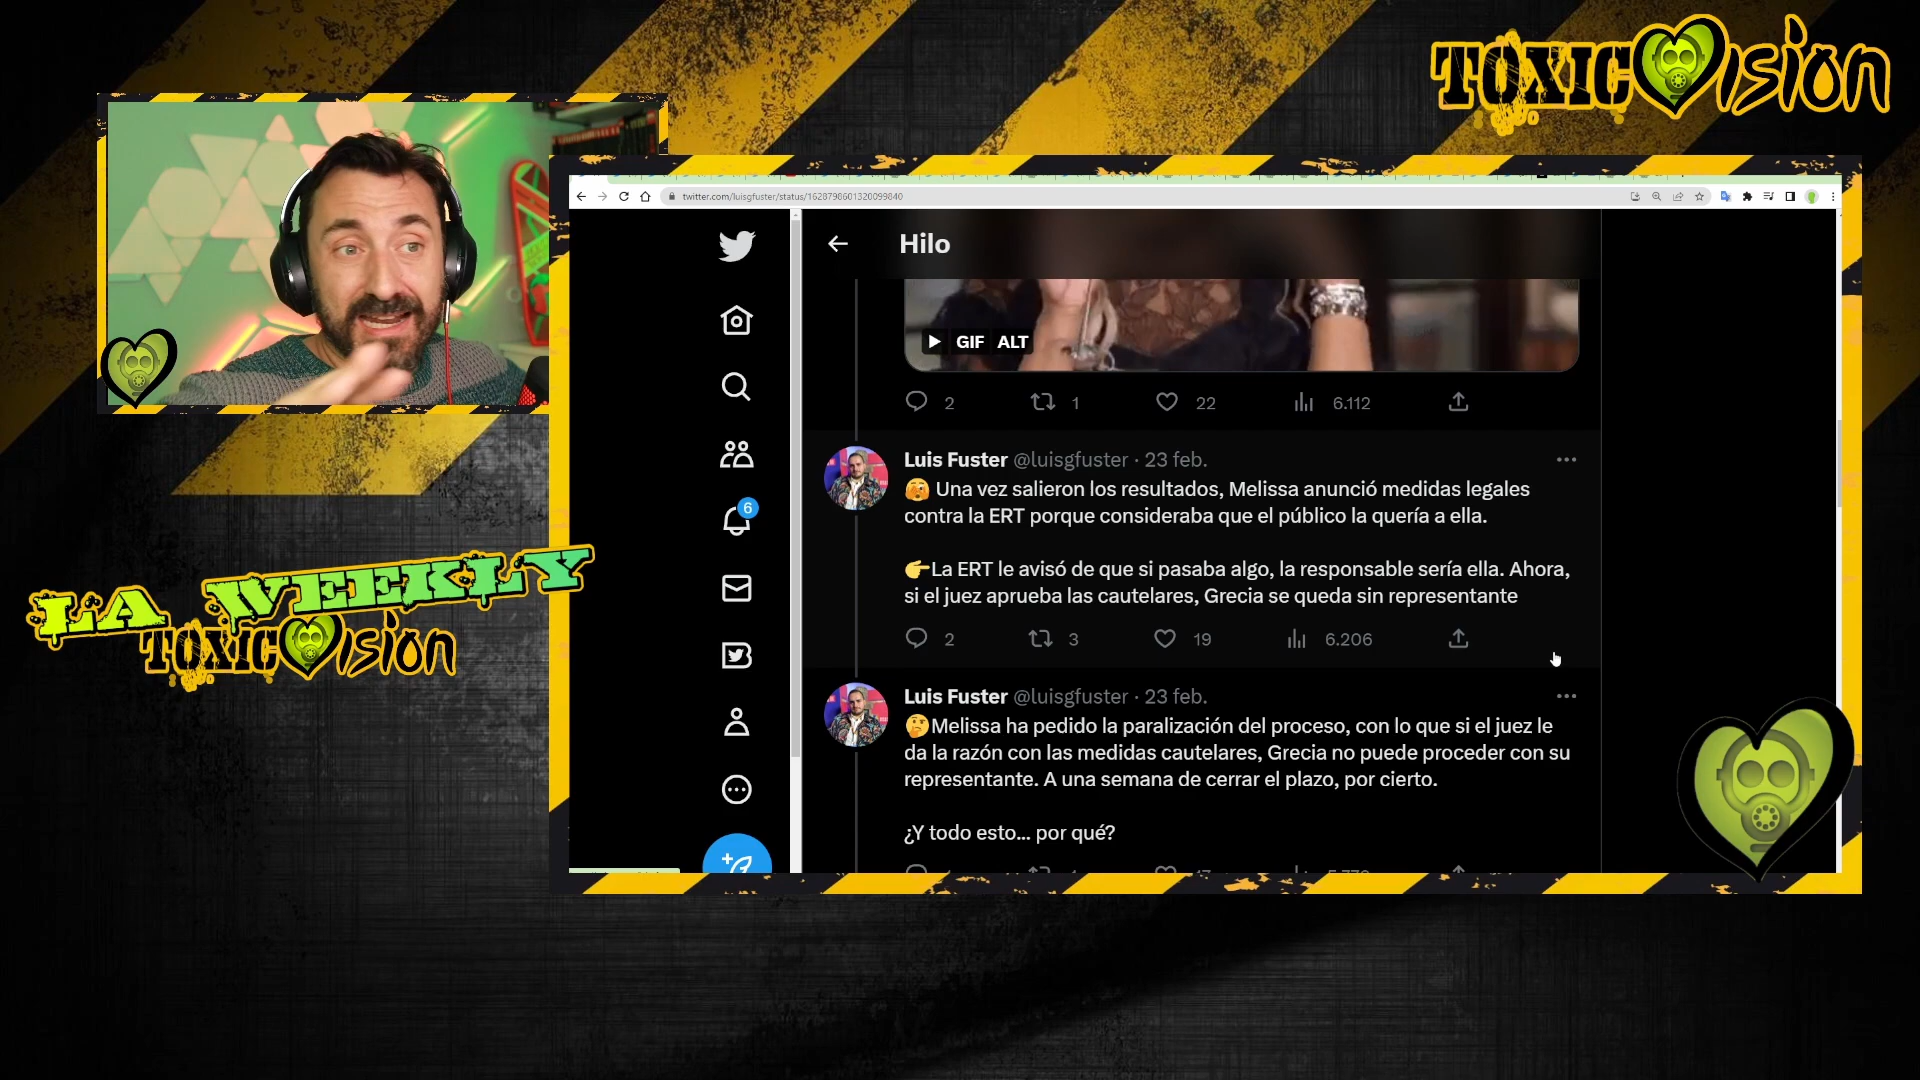 TOXICVisiön
twitter.com/luisgfuster/status/1628798601320099840
Hilo
GIF ALT
2 1 22 6.112
Luis Fuster @luisgfuster · 23 feb.
Una vez salieron los resultados, Melissa anunció medidas legales
contra la ERT porque consideraba que el público la quería a ella.
La ERT le avisó de que si pasaba algo, la responsable sería ella. Ahora,
si el juez aprueba las cautelares, Grecia se queda sin representante
2 3 19 6.206
6
Luis Fuster @luisgfuster · 23 feb.
Melissa ha pedido la paralización del proceso, con lo que si el juez le
da la razón con las medidas cautelares, Grecia no puede proceder con su
representante. A una semana de cerrar el plazo, por cierto.
¿Y todo esto... por qué?
LA WEEKLY
TOXICVisiön